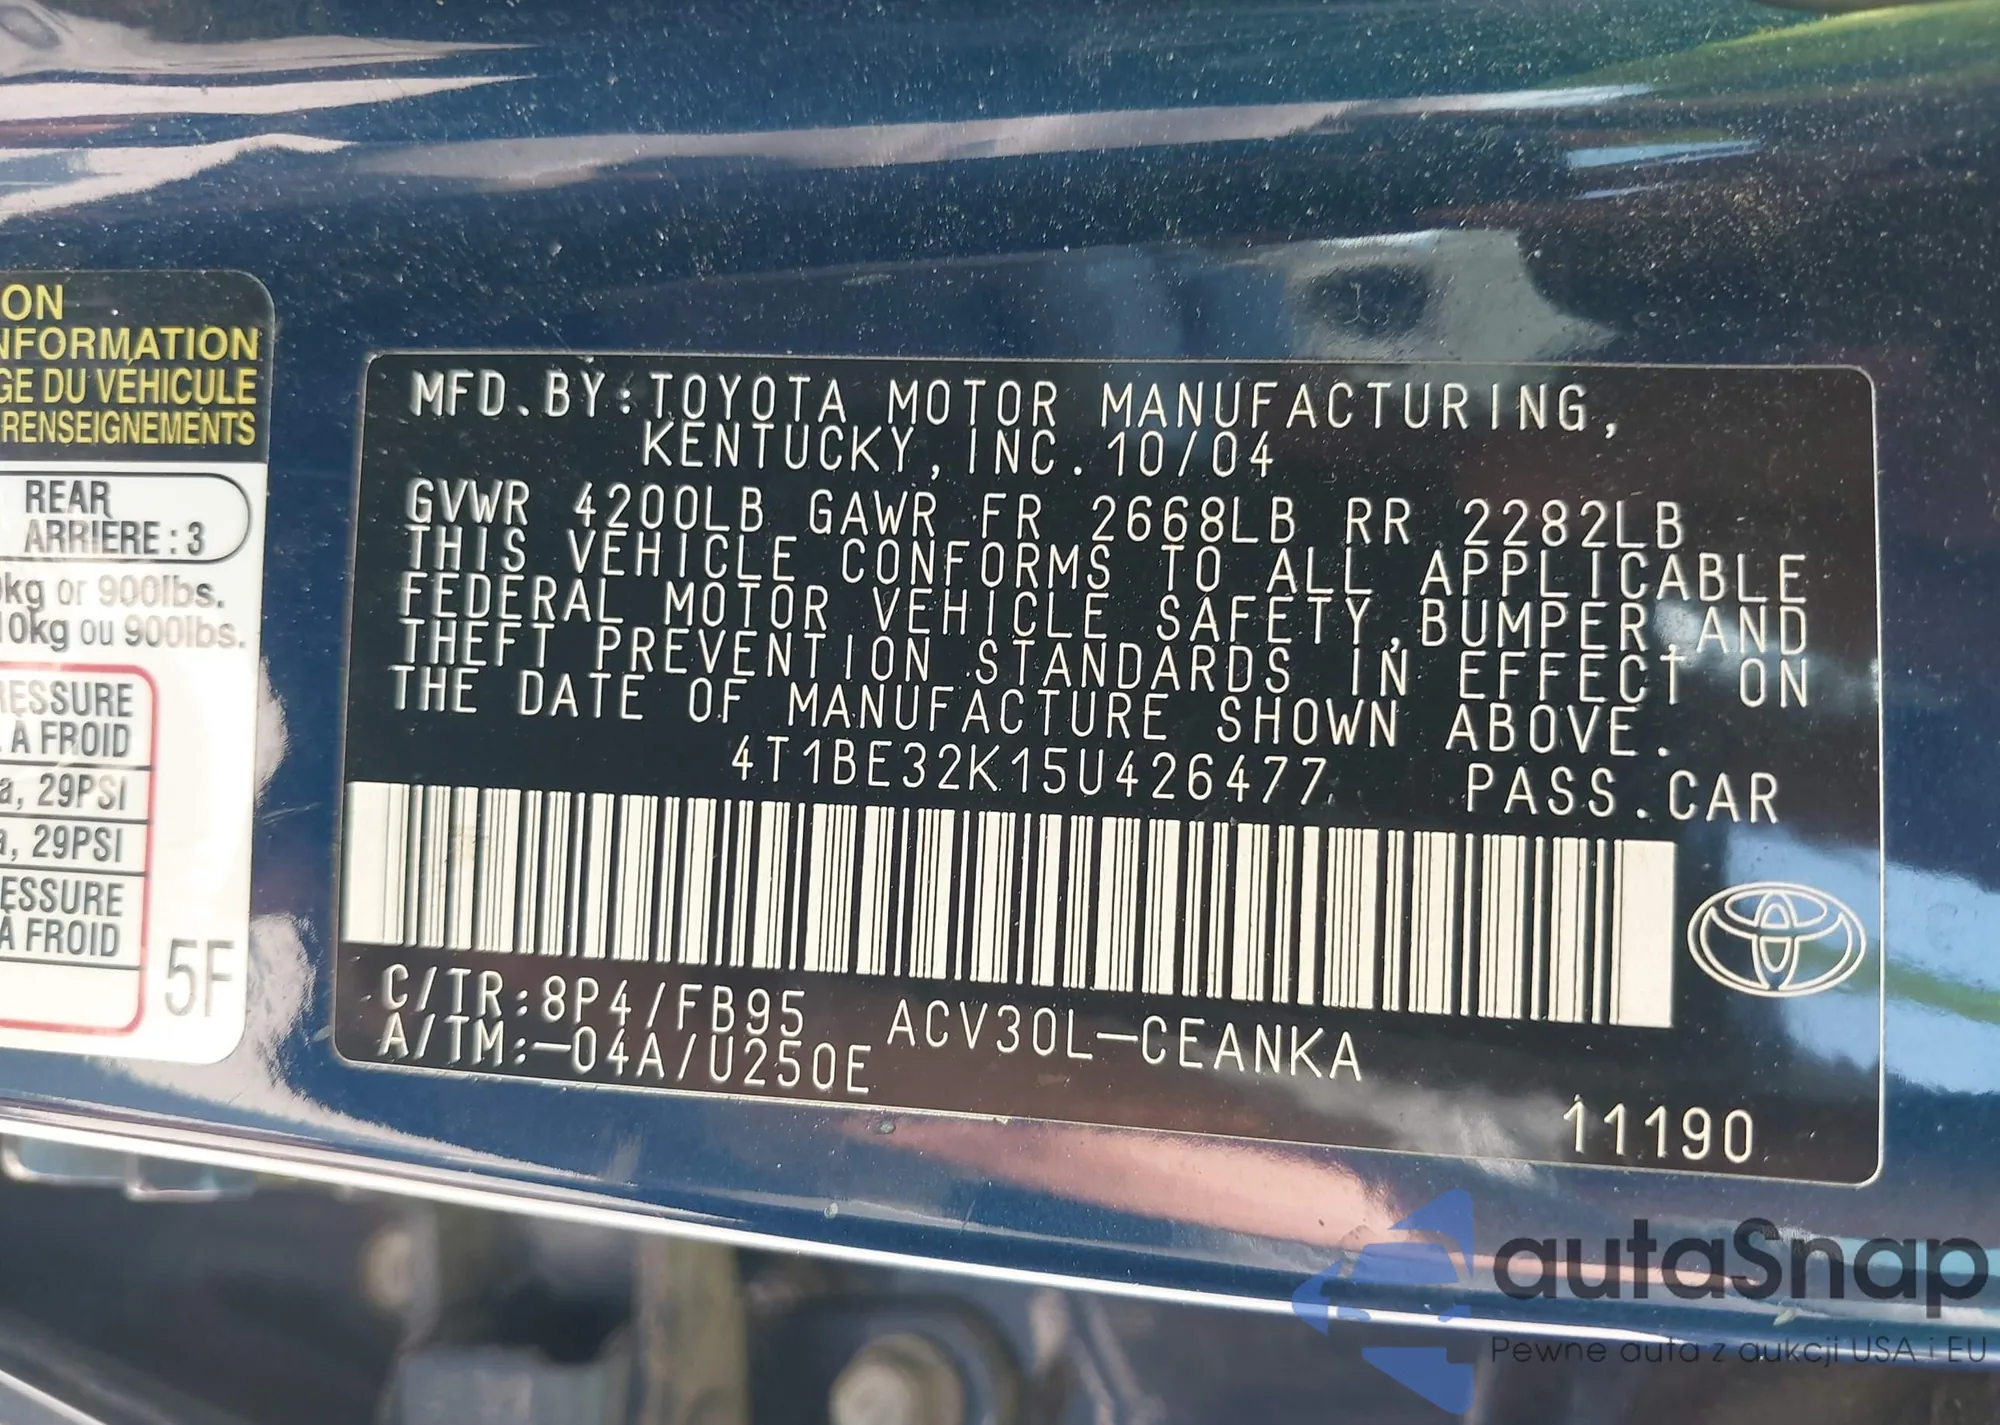 ON
NFORMATION
GE DU VÉHICULE
RENSEIGNEMENTS
REAR
ARRIÈRE : 3
0kg or 900lbs.
10kg ou 900lbs.
RESSURE
À FROID
a, 29PSI
a, 29PSI
ESSURE
À FROID
5F
MFD.BY:TOYOTA MOTOR MANUFACTURING,
KENTUCKY,INC.10/04
GVWR 4200LB GAWR FR 2668LB RR 2282LB
THIS VEHICLE CONFORMS TO ALL APPLICABLE
FEDERAL MOTOR VEHICLE SAFETY,BUMPER,AND
THEFT PREVENTION STANDARDS IN EFFECT ON
THE DATE OF MANUFACTURE SHOWN ABOVE.
4T1BE32K15U426477 PASS.CAR
C/TR:8P4/FB95 ACV30L-CEANKA
A/TM:-04A/U250E
11190
autaSnap
Pewne auta z aukcji USA i EU